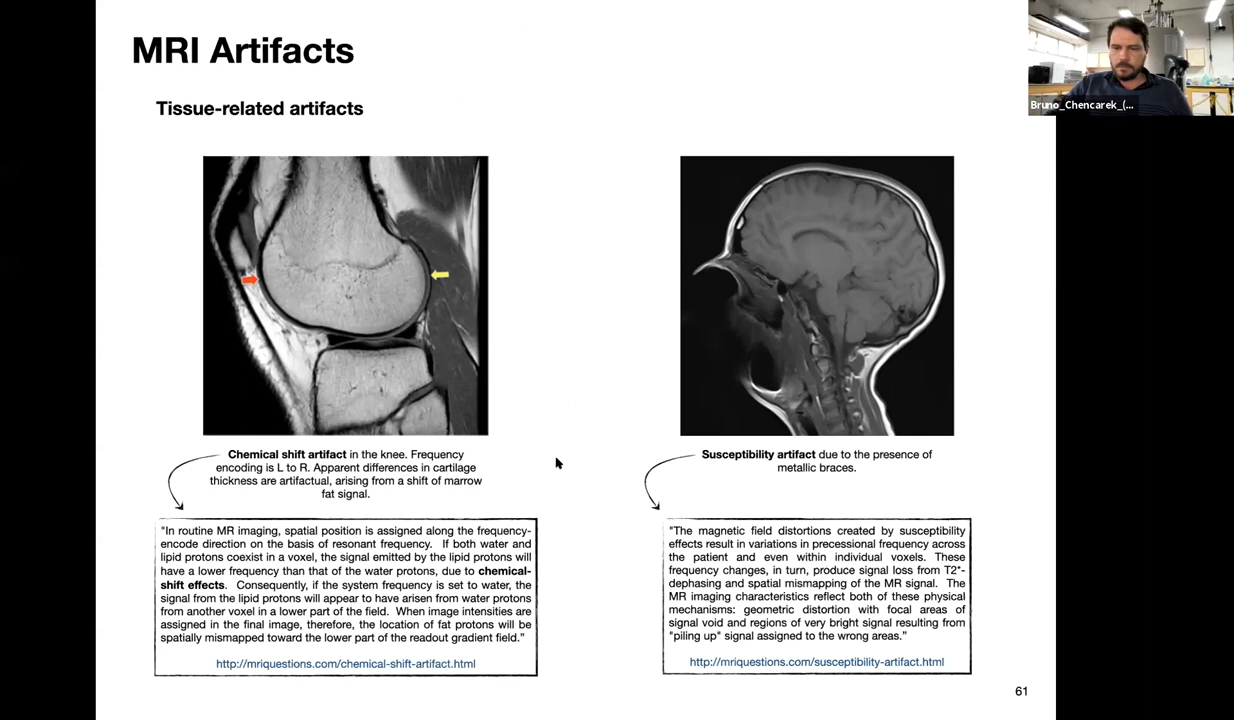 MRI Artifacts
Tissue-related artifacts
Bruno_Chencarek_(...
Chemical shift artifact in the knee. Frequency
encoding is L to R. Apparent differences in cartilage
thickness are artifactual, arising from a shift of marrow
fat signal.
"In routine MR imaging, spatial position is assigned along the frequency-
encode direction on the basis of resonant frequency. If both water and
lipid protons coexist in a voxel, the signal emitted by the lipid protons will
have a lower frequency than that of the water protons, due to chemical-
shift effects. Consequently, if the system frequency is set to water, the
signal from the lipid protons will appear to have arisen from water protons
from another voxel in a lower part of the field. When image intensities are
assigned in the final image, therefore, the location of fat protons will be
spatially mismapped toward the lower part of the readout gradient field."
http://mriquestions.com/chemical-shift-artifact.html
Susceptibility artifact due to the presence of
metallic braces.
"The magnetic field distortions created by susceptibility
effects result in variations in precessional frequency across
the patient and even within individual voxels. These
frequency changes, in turn, produce signal loss from T2*-
dephasing and spatial mismapping of the MR signal. The
MR imaging characteristics reflect both of these physical
mechanisms: geometric distortion with focal areas of
signal void and regions of very bright signal resulting from
"piling up" signal assigned to the wrong areas."
http://mriquestions.com/susceptibility-artifact.html
61